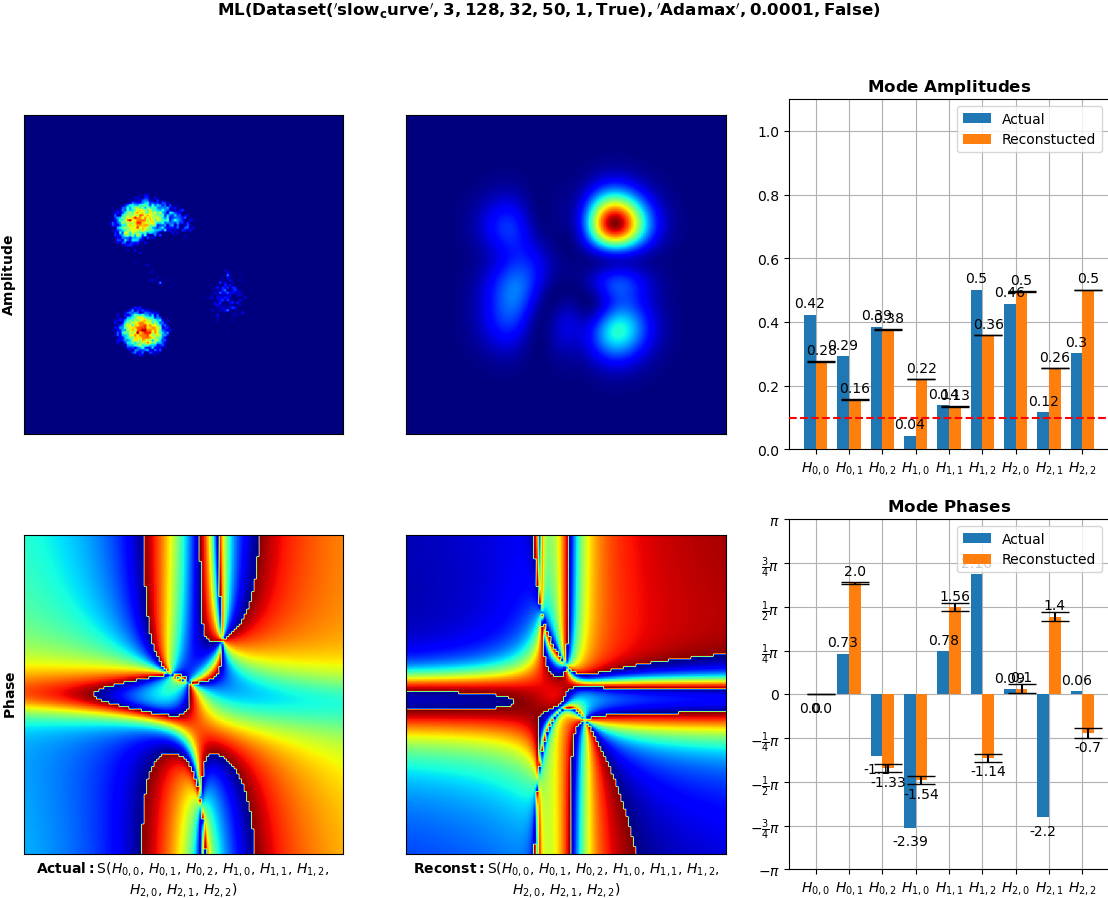 ML(Dataset('slow_curve', 3, 128, 32, 50, 1, True), 'Adamax', 0.0001, False)
Mode Amplitudes
Amplitude
1.0
0.8
0.6
0.4
0.2
0.0
Actual
Reconstucted
0.42
0.28
0.29
0.16
0.39
0.38
0.04
0.22
0.14
0.13
0.5
0.36
0.46
0.5
0.12
0.26
0.3
0.5
H0,0 H0,1 H0,2 H1,0 H1,1 H1,2 H2,0 H2,1 H2,2
Mode Phases
Phase
π
3/4π
1/2π
1/4π
0
−1/4π
−1/2π
−3/4π
−π
Actual
Reconstucted
0.0
0.0
0.73
2.0
-1.33
-2.39
-1.54
0.78
1.56
-1.14
0.09
0.1
-2.2
1.4
0.06
-0.7
H0,0 H0,1 H0,2 H1,0 H1,1 H1,2 H2,0 H2,1 H2,2
Actual: S(H0,0, H0,1, H0,2, H1,0, H1,1, H1,2,
H2,0, H2,1, H2,2)
Reconst: S(H0,0, H0,1, H0,2, H1,0, H1,1, H1,2,
H2,0, H2,1, H2,2)